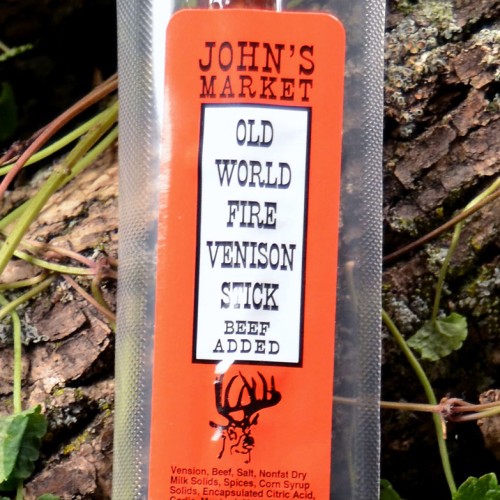 JOHN'S
MARKET
OLD
WORLD
FIRE
VENISON
STICK
BEEF
ADDED
Vension, Beef, Salt, Nonfat Dry
Milk Solids, Spices, Corn Syrup
Solids, Encapsulated Citric Acid,